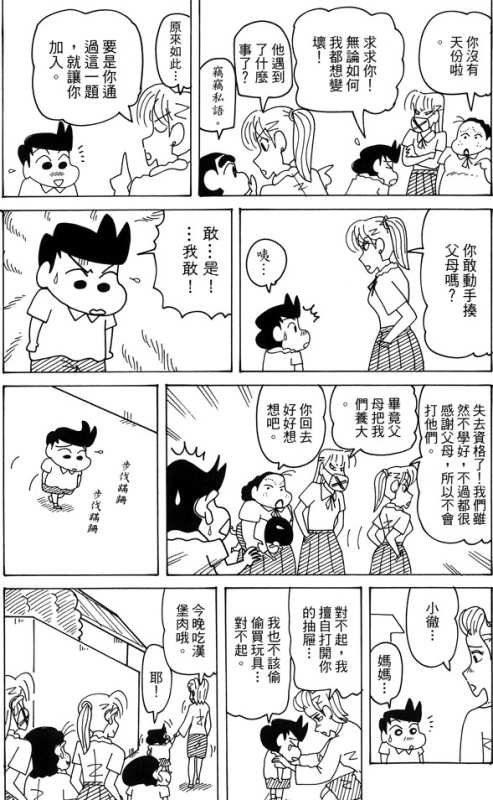 你沒有
天份啦
。
求求你！
無論如何
我都想變
壞！
他遇到
了什麼
事了？
竊竊私語。
原來如此…
要是你通
過這一題
，就讓你
加入。
你敢動手揍
父母嗎？
咦…
敢…是！
…我敢！
失去資格了！我們雖
然不學好，不過都很
感謝父母，所以不會
打他們。
畢竟父
母把我
們養大
。
你回去
好好想
想吧。
步伐蹣跚
步伐蹣跚
小徹…
媽媽…
對不起，我
擅自打開你
的抽屜…
我也不該偷
偷買玩具…
對不起。
今晚吃漢
堡肉哦。
耶！